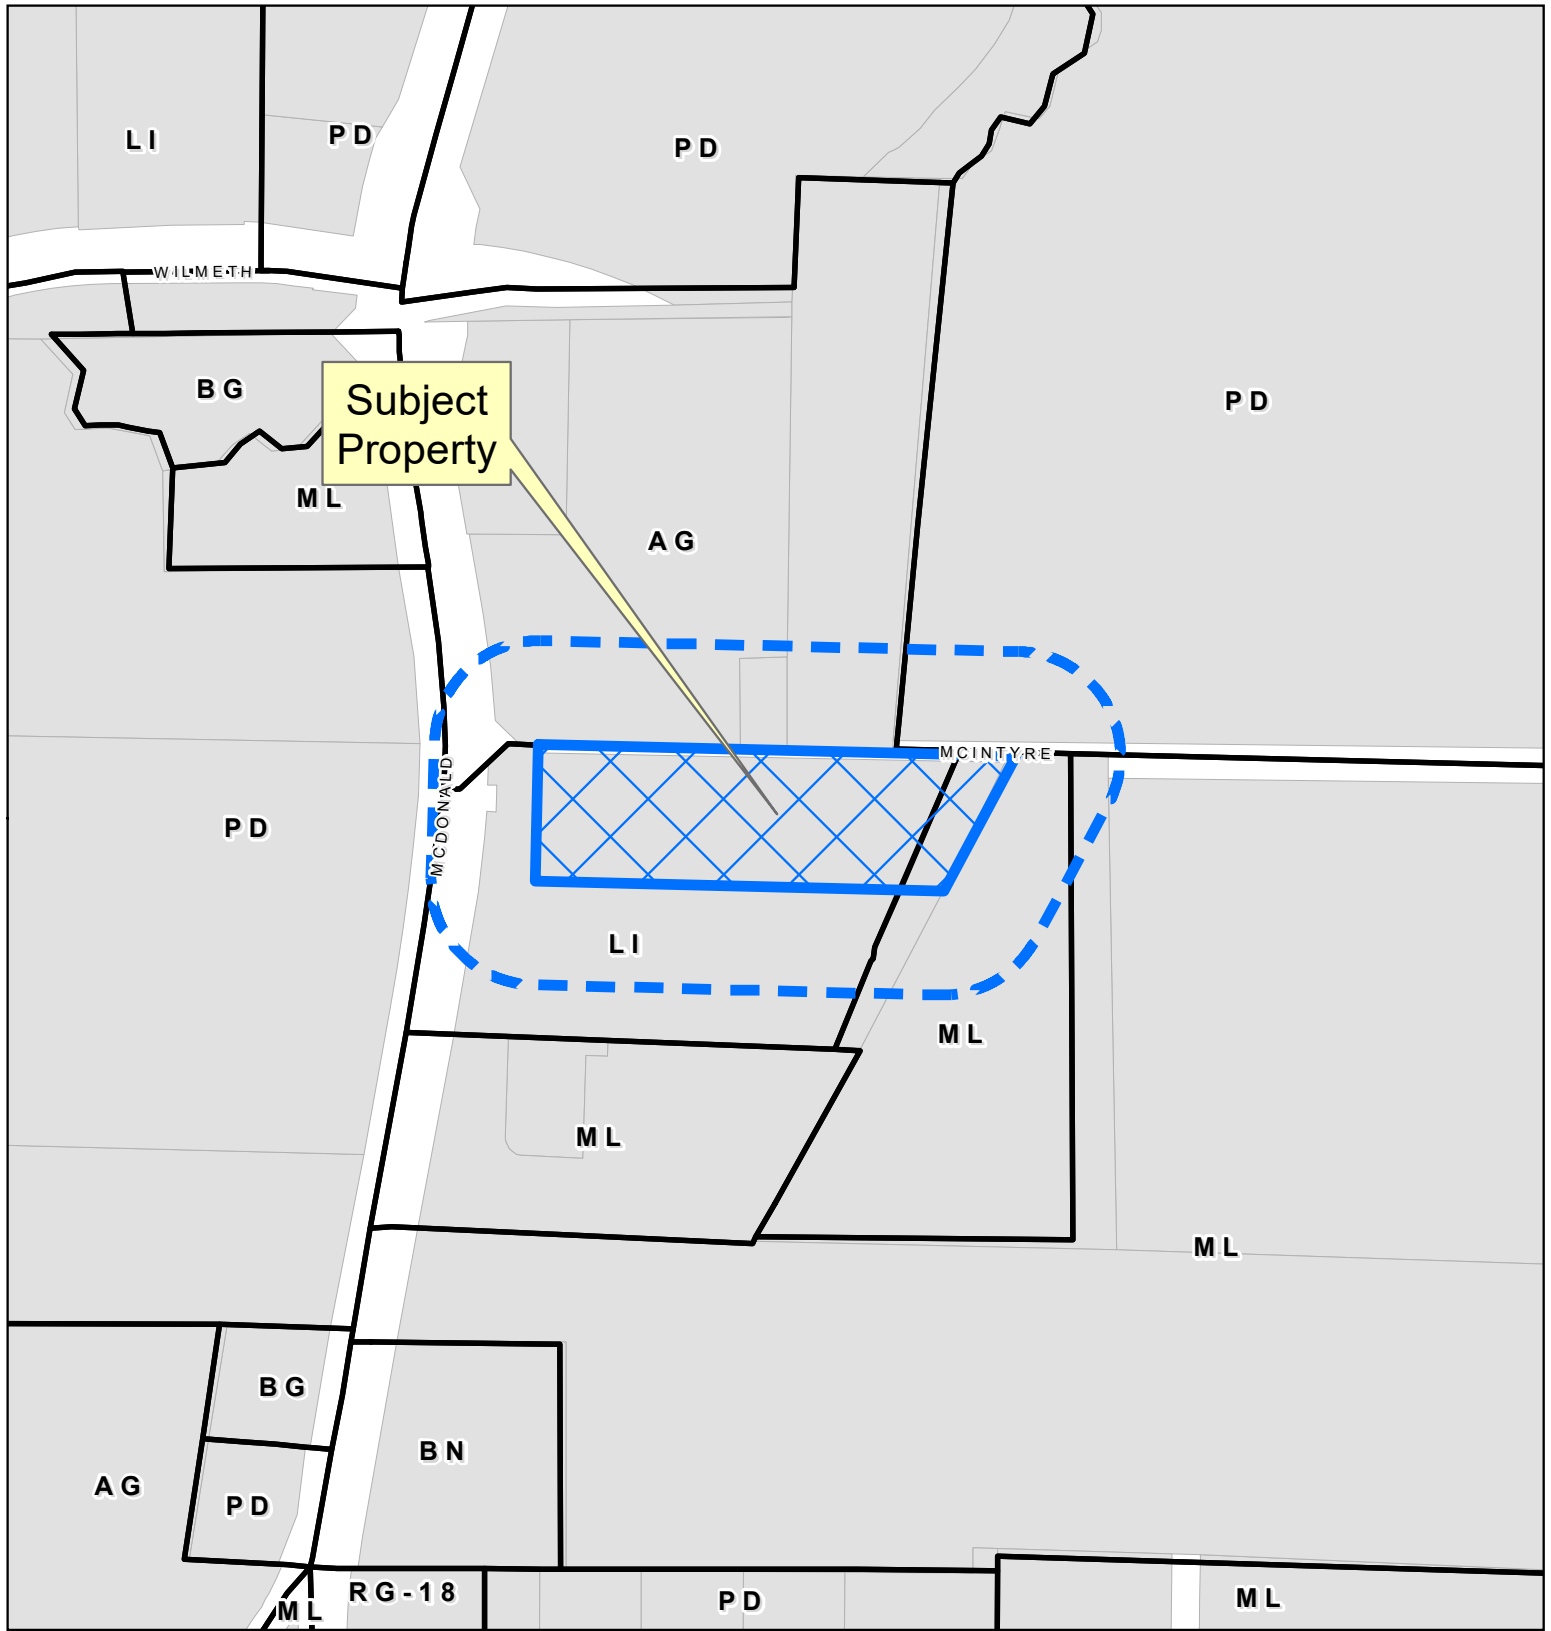 LI
PD
PD
WILMETH
BG
PD
Subject
Property
ML
AG
MCINTYRE
MCDONALD
PD
LI
ML
ML
ML
BG
BN
AG
PD
RG-18
ML
PD
ML